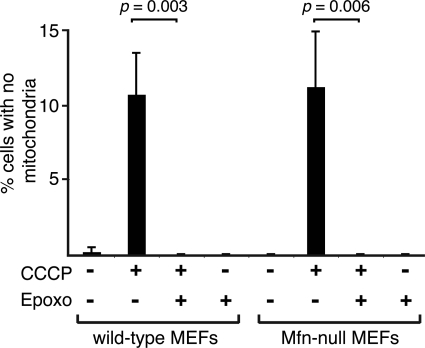 p = 0.003
p = 0.006
15
10
5
% cells with no
mitochondria
CCCP - + + - - + + -
Epoxo - - + + - - + +
wild-type MEFs
Mfn-null MEFs